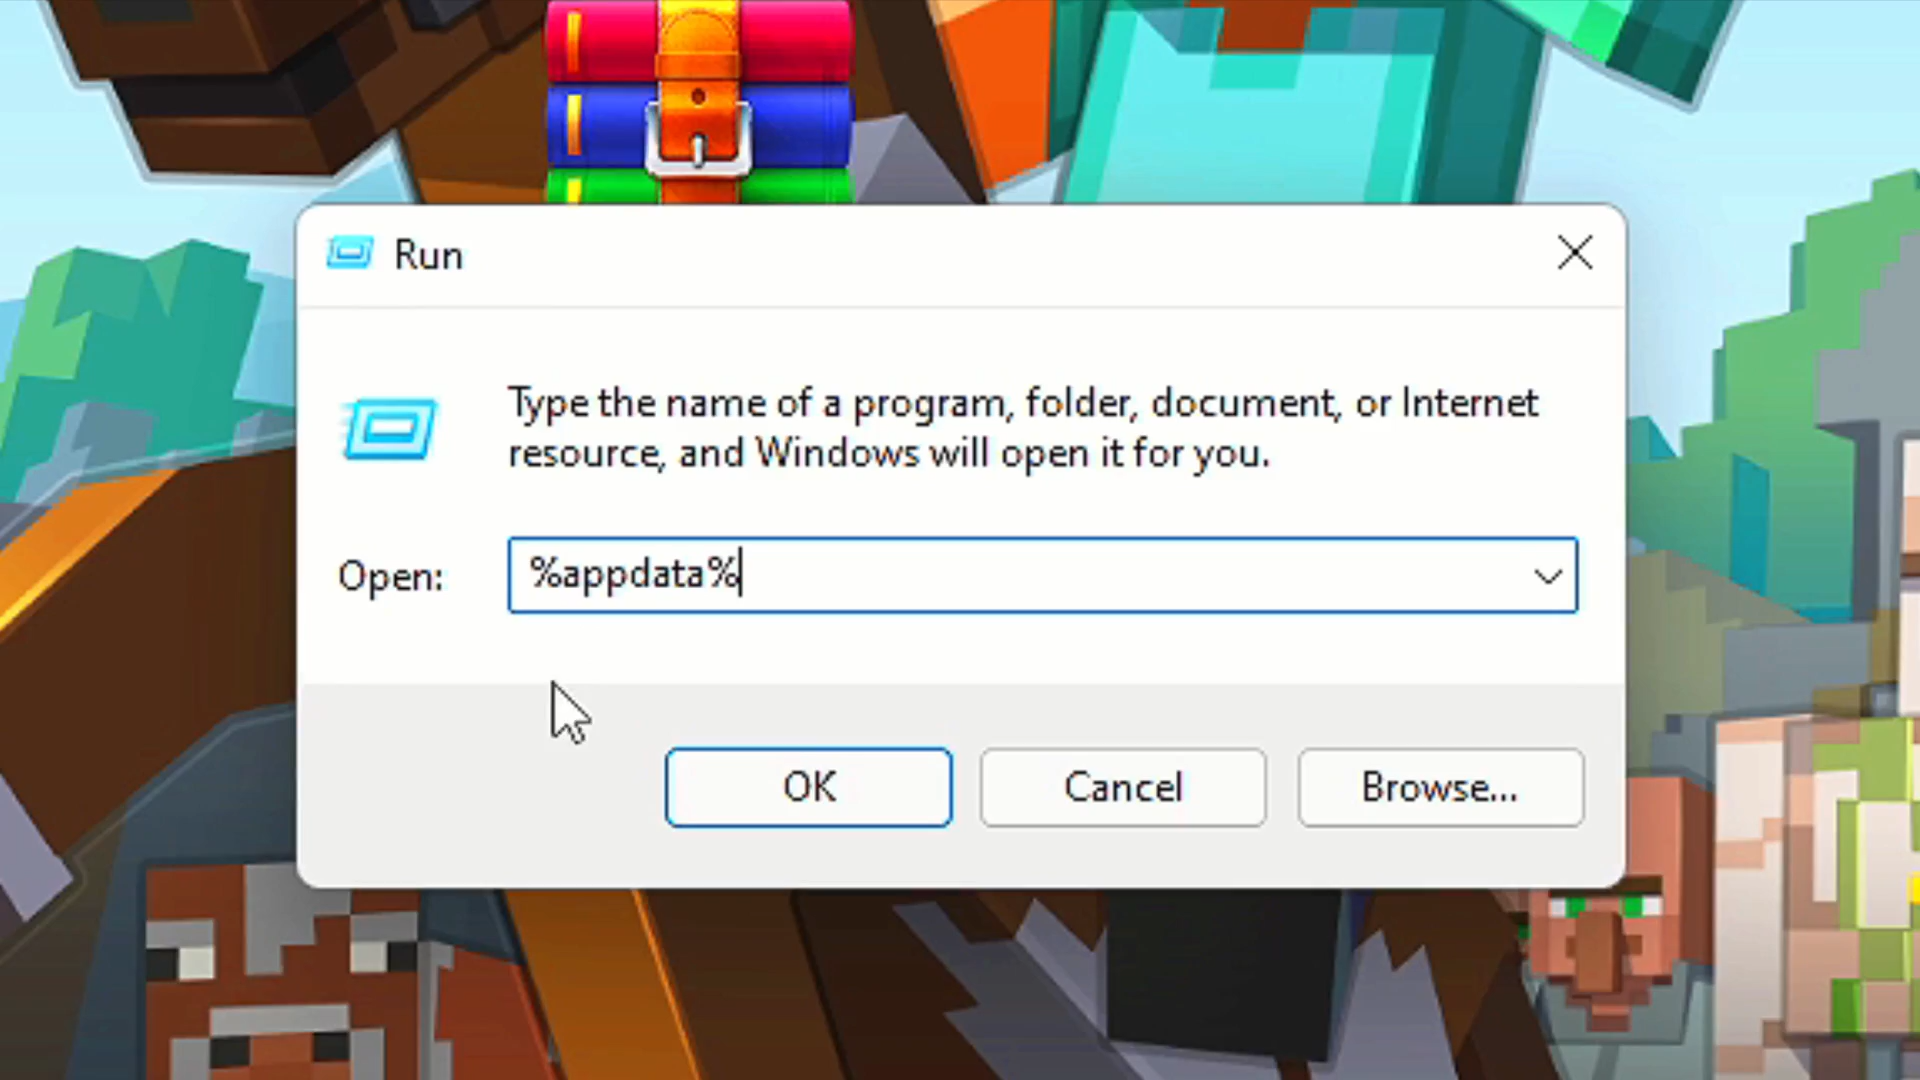 Run
Type the name of a program, folder, document, or Internet
resource, and Windows will open it for you.
Open:
%appdata%
OK
Cancel
Browse...